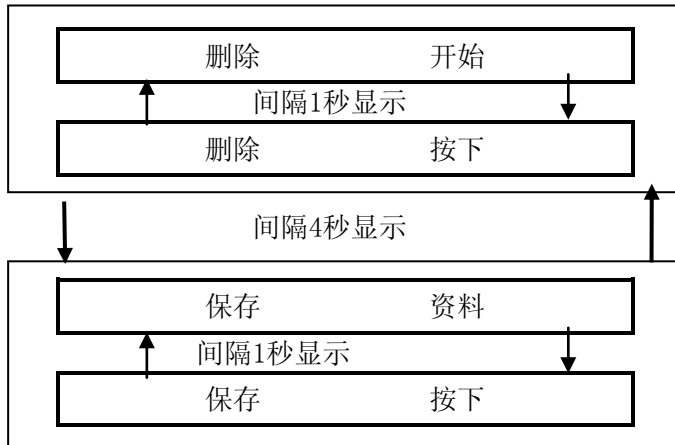 删除 开始
间隔1秒显示
删除 按下
间隔4秒显示
保存 资料
间隔1秒显示
保存 按下